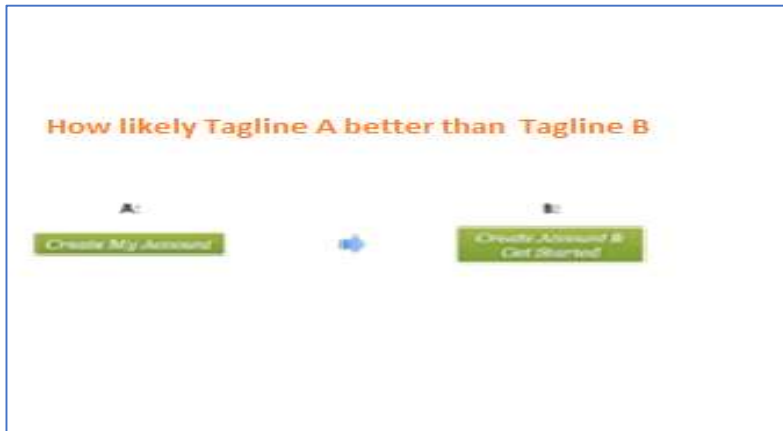 How likely Tagline A better than Tagline B
A:
B:
Create My Account
Create Account &
Get Started